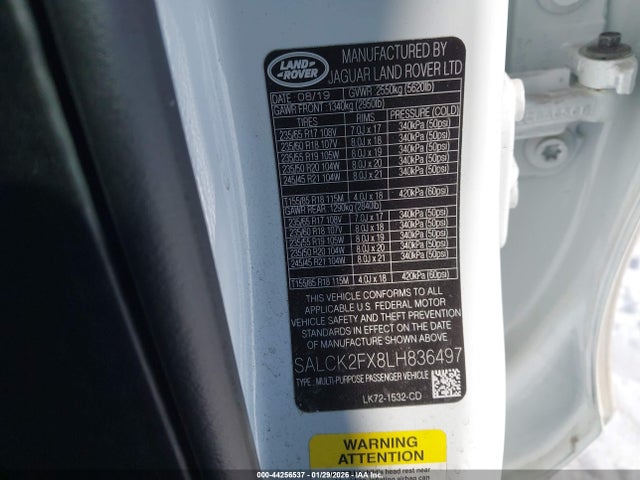 LAND-
ROVER
MANUFACTURED BY
JAGUAR LAND ROVER LTD
DATE: 08/19 GVWR 2550kg (5620lb)
GAWR FRONT 1340kg (2950lb)
TIRES RIMS PRESSURE (COLD)
235/65 R17 108V 7.0J x 17 340kPa (50psi)
235/60 R18 107V 8.0J x 18 340kPa (50psi)
235/55 R19 105W 8.0J x 19 340kPa (50psi)
235/50 R20 104W 8.0J x 20 340kPa (50psi)
245/45 R21 104W 8.0J x 21 340kPa (50psi)
T155/85 R18 115M 4.0J x 18 420kPa (60psi)
GAWR REAR 1290kg (2840lb)
235/65 R17 108V 7.0J x 17 340kPa (50psi)
235/60 R18 107V 8.0J x 18 340kPa (50psi)
235/55 R19 105W 8.0J x 19 340kPa (50psi)
235/50 R20 104W 8.0J x 20 340kPa (50psi)
245/45 R21 104W 8.0J x 21 340kPa (50psi)
T155/85 R18 115M 4.0J x 18 420kPa (60psi)
THIS VEHICLE CONFORMS TO ALL
APPLICABLE U.S. FEDERAL MOTOR
VEHICLE SAFETY AND THEFT PREVENTION
STANDARDS IN EFFECT ON THE DATE OF
MANUFACTURE SHOWN ABOVE
SALCK2FX8LH836497
TYPE : MULTI-PURPOSE PASSENGER VEHICLE
LK72-1532-CD
WARNING
ATTENTION
head rest near
airbag can
000-44256537 - 01/29/2026 - IAA Inc.